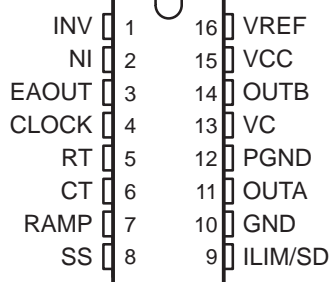 INV 1 16 VREF
NI 2 15 VCC
EAOUT 3 14 OUTB
CLOCK 4 13 VC
RT 5 12 PGND
CT 6 11 OUTA
RAMP 7 10 GND
SS 8 9 ILIM/SD